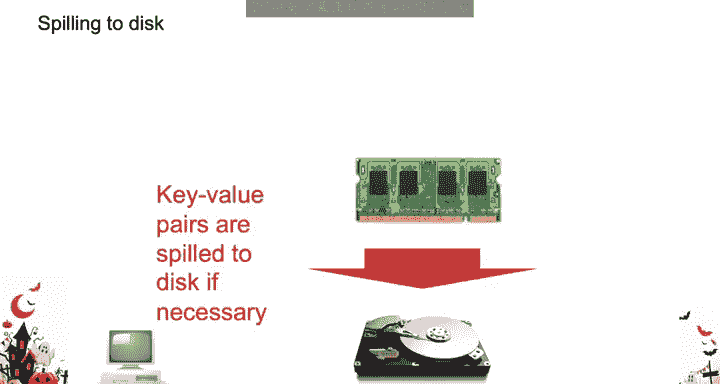 Spilling to disk
Key-value
pairs are
spilled to
disk if
necessary